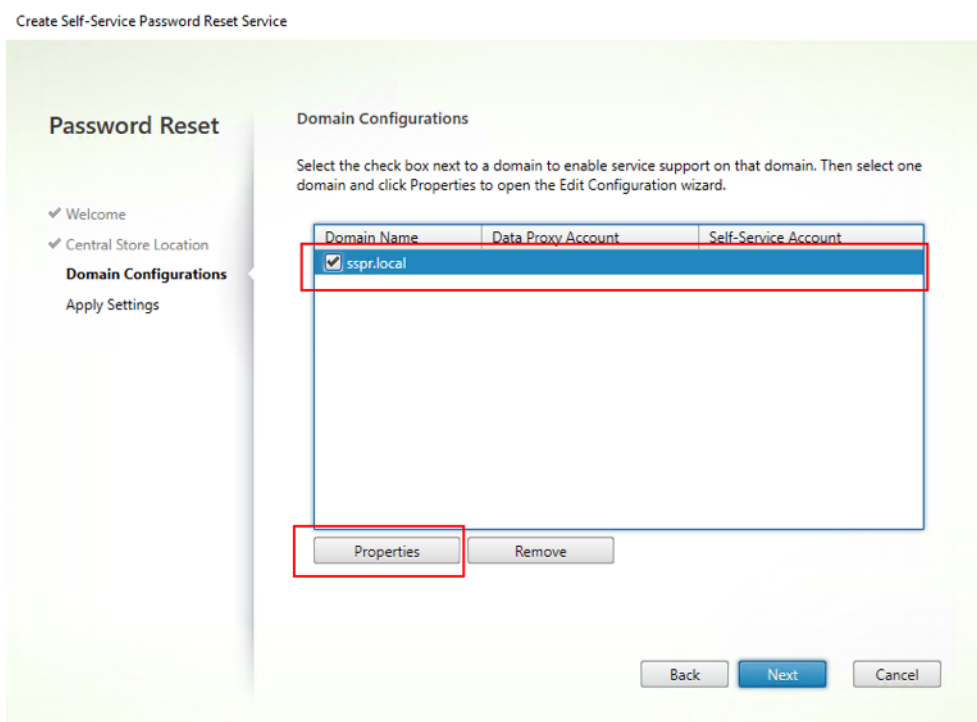 Create Self-Service Password Reset Service
Password Reset
Welcome
Central Store Location
Domain Configurations
Apply Settings
Domain Configurations
Select the check box next to a domain to enable service support on that domain. Then select one
domain and click Properties to open the Edit Configuration wizard.
Domain Name Data Proxy Account Self-Service Account
sspr.local
Properties Remove
Back Next Cancel